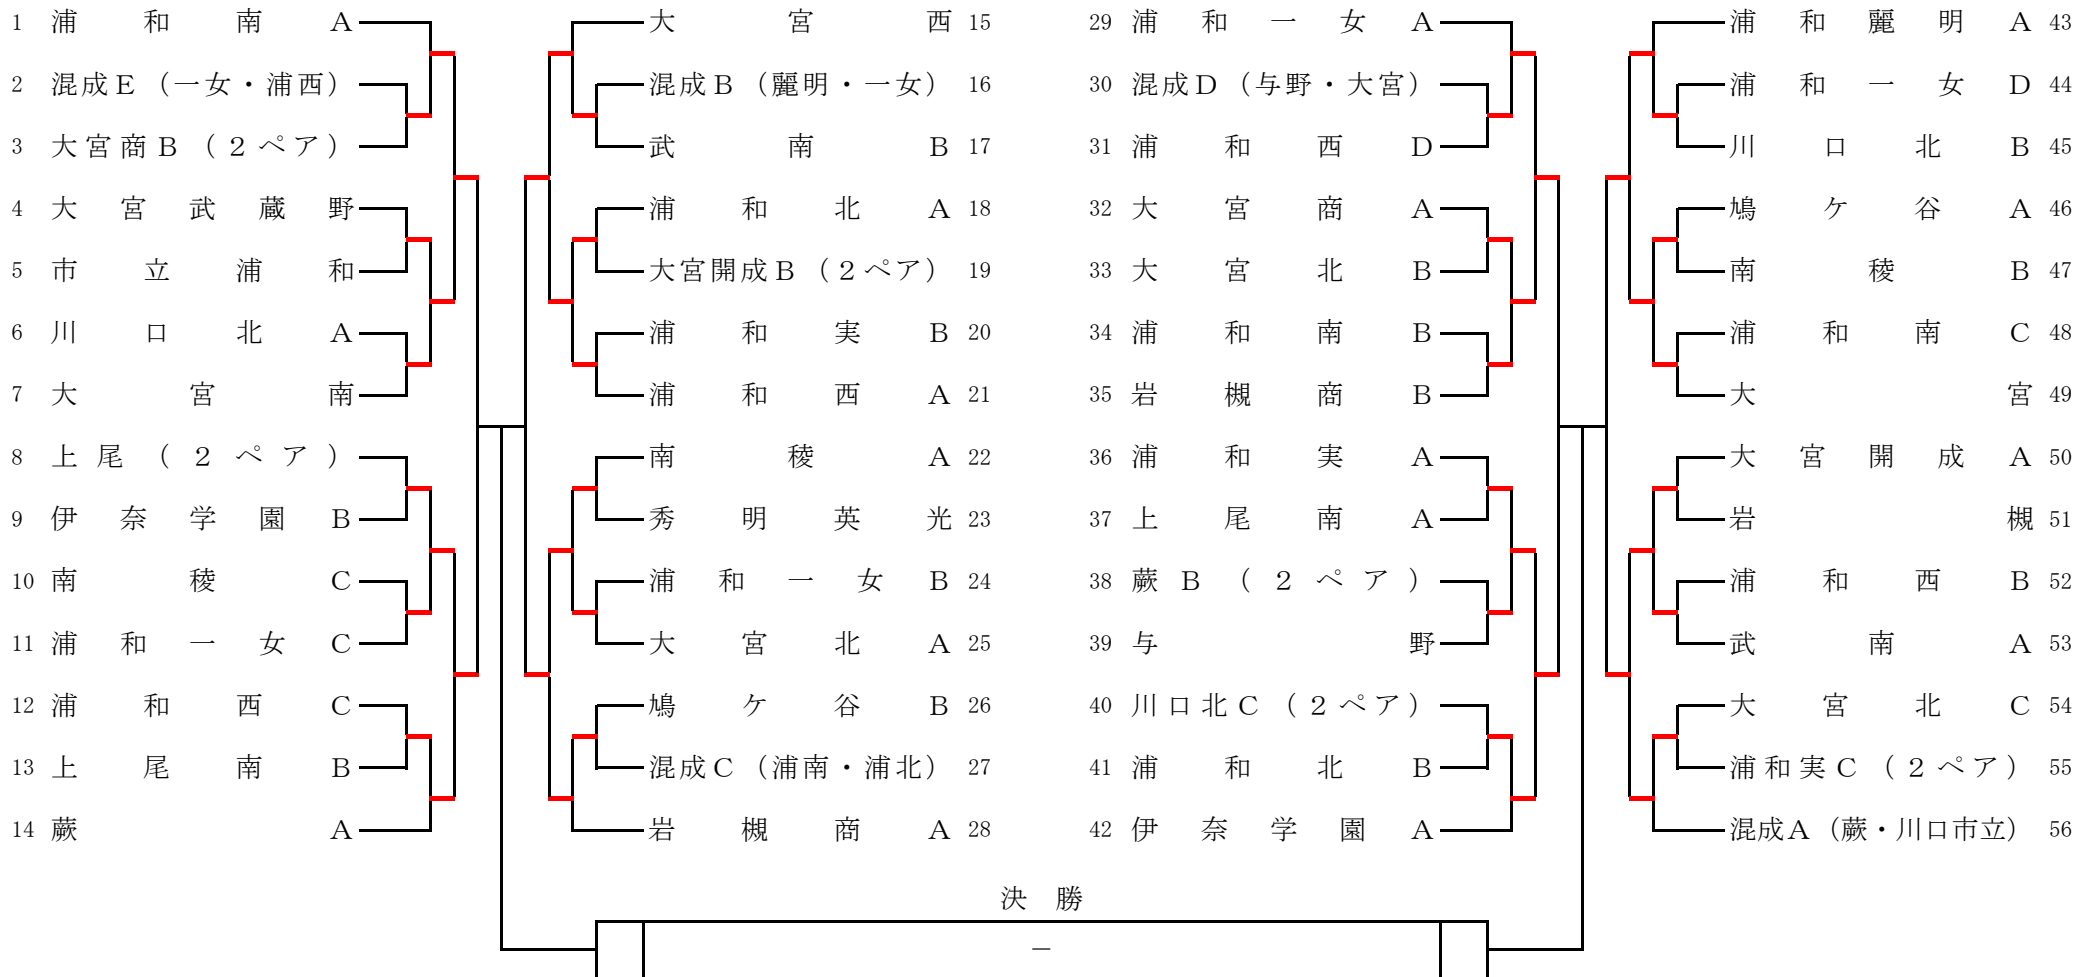 1 浦和南A
2 混成E（一女・浦西）
3 大宮商B（2ペア）
4 大宮武蔵野
5 市立浦和
6 川口北A
7 大宮南
8 上尾（2ペア）
9 伊奈学園B
10 南稜C
11 浦和一女C
12 浦和西C
13 上尾南B
14 蕨A
大宮西 15
混成B（麗明・一女） 16
武南B 17
浦和北A 18
大宮開成B（2ペア） 19
浦和実B 20
浦和西A 21
南稜A 22
秀明英光 23
浦和一女B 24
大宮北A 25
鳩ケ谷B 26
混成C（浦南・浦北） 27
岩槻商A 28
29 浦和一女A
30 混成D（与野・大宮）
31 浦和西D
32 大宮商A
33 大宮北B
34 浦和南B
35 岩槻商B
36 浦和実A
37 上尾南A
38 蕨B（2ペア）
39 与野
40 川口北C（2ペア）
41 浦和北B
42 伊奈学園A
浦和麗明A 43
浦和一女D 44
川口北B 45
鳩ケ谷A 46
南稜B 47
浦和南C 48
大宮 49
大宮開成A 50
岩槻 51
浦和西B 52
武南A 53
大宮北C 54
浦和実C（2ペア） 55
混成A（蕨・川口市立） 56
決勝
－